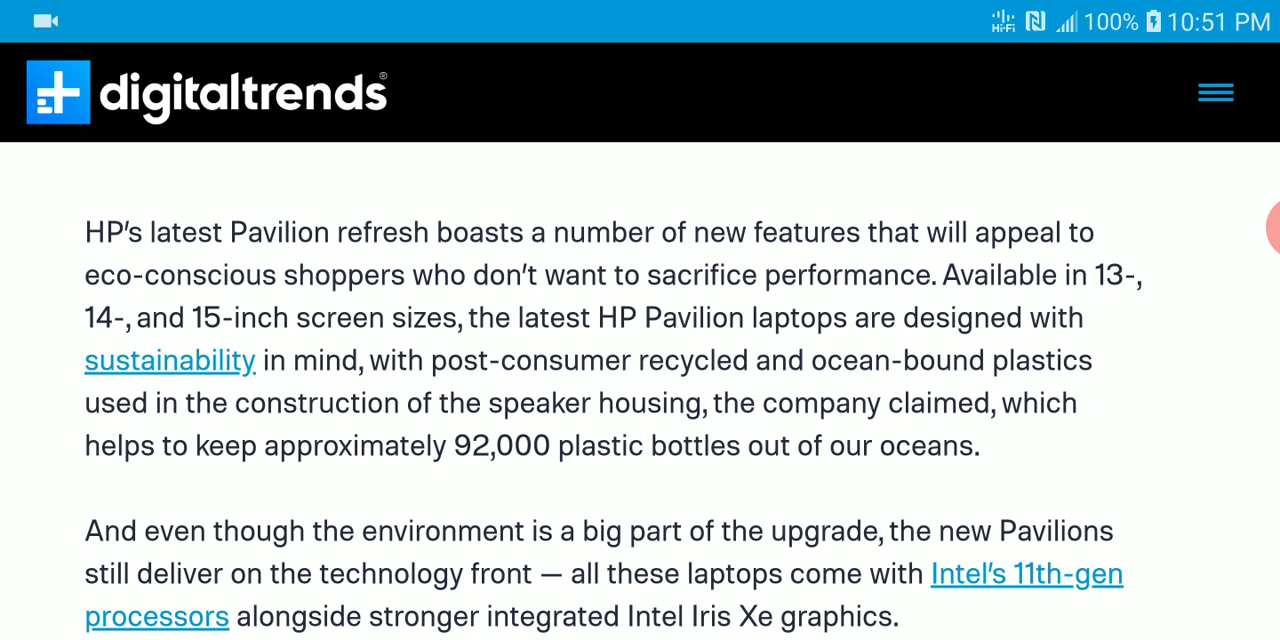 Hi-Fi 100% 10:51 PM
digitaltrends®
HP's latest Pavilion refresh boasts a number of new features that will appeal to
eco-conscious shoppers who don't want to sacrifice performance. Available in 13-,
14-, and 15-inch screen sizes, the latest HP Pavilion laptops are designed with
sustainability in mind, with post-consumer recycled and ocean-bound plastics
used in the construction of the speaker housing, the company claimed, which
helps to keep approximately 92,000 plastic bottles out of our oceans.
And even though the environment is a big part of the upgrade, the new Pavilions
still deliver on the technology front — all these laptops come with Intel's 11th-gen
processors alongside stronger integrated Intel Iris Xe graphics.